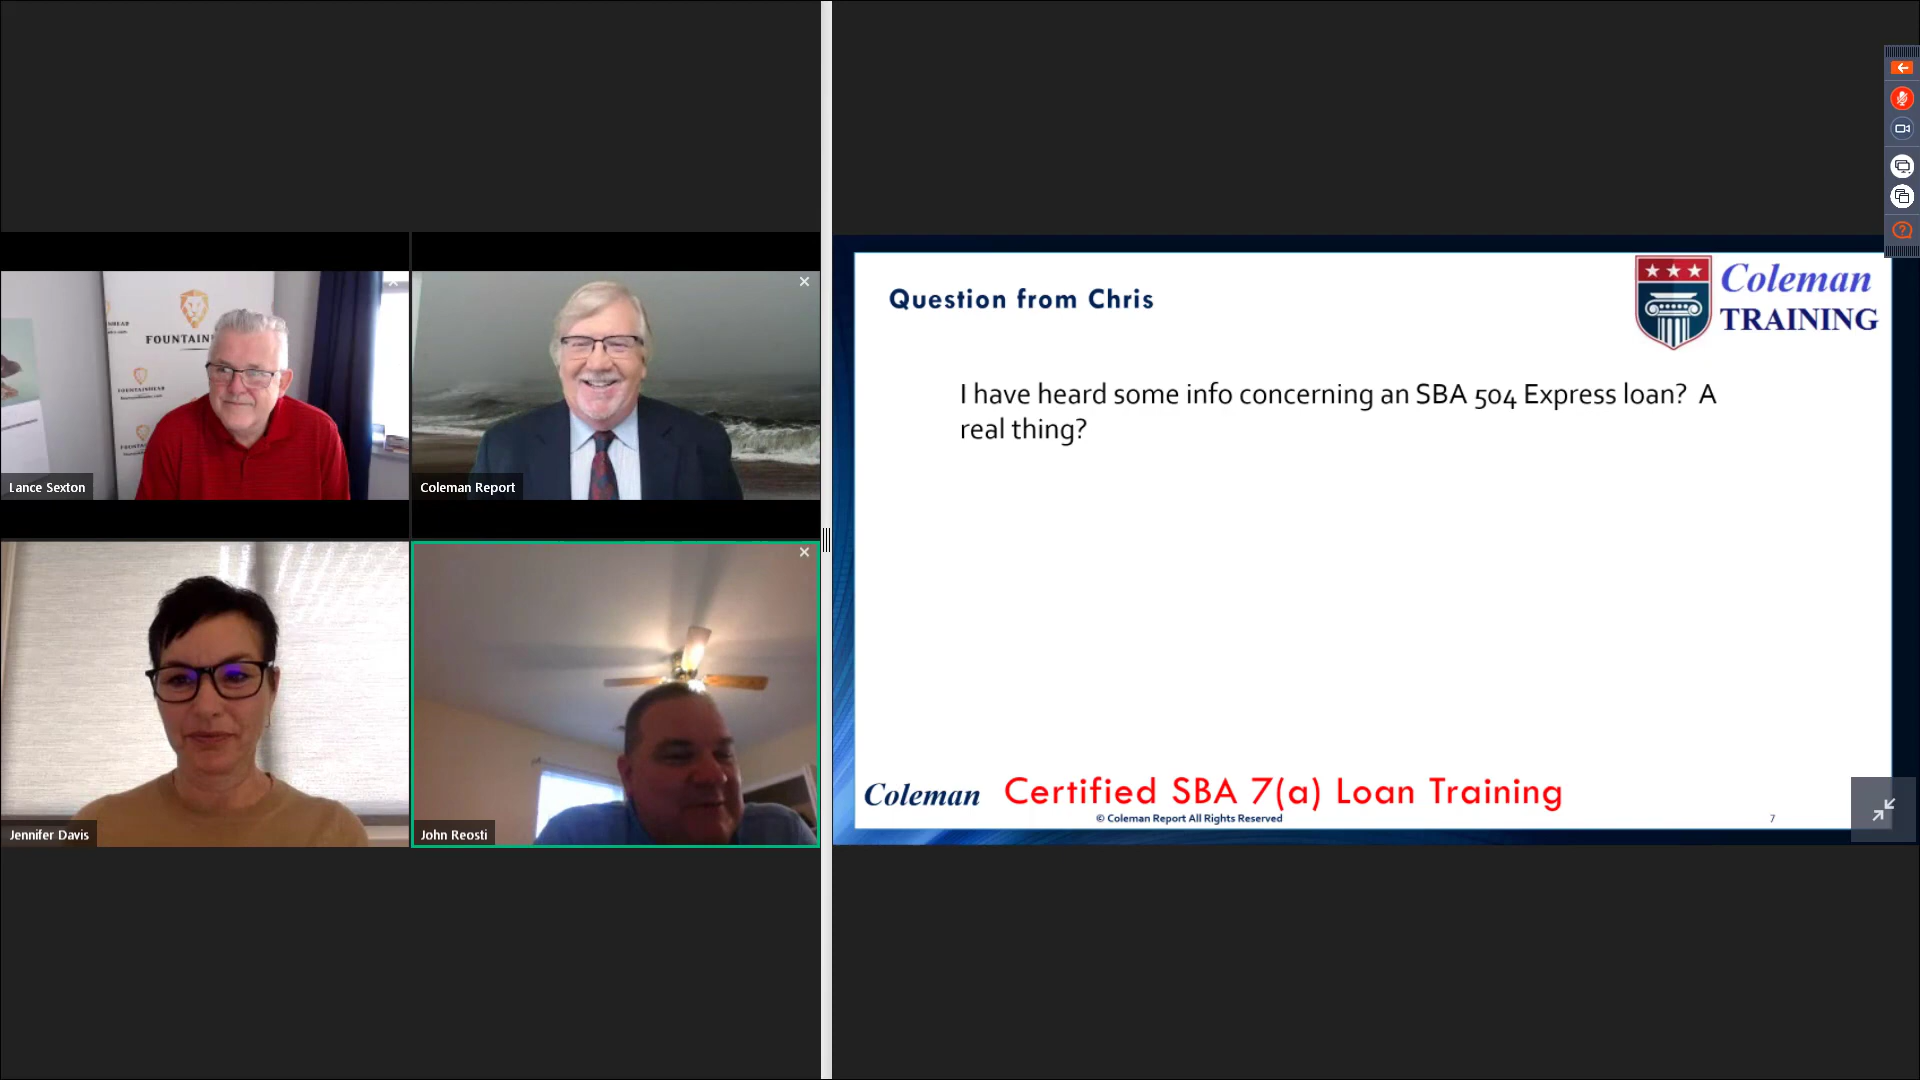 FOUNTAIN
FOUNTAINHEAD
Lance Sexton
Coleman Report
Jennifer Davis
John Reosti
Question from Chris
Coleman
TRAINING
I have heard some info concerning an SBA 504 Express loan?  A
real thing?
Coleman
Certified SBA 7(a) Loan Training
© Coleman Report All Rights Reserved
7